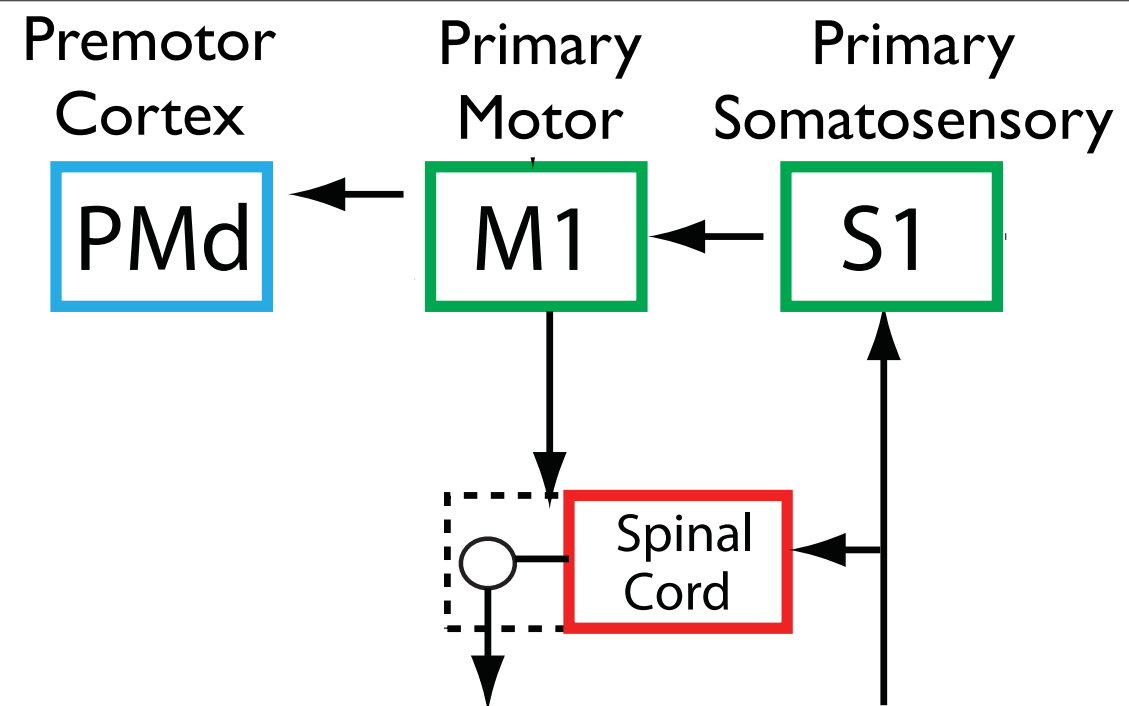 Premotor
Cortex
Primary
Motor
Primary
Somatosensory
PMd
M1
S1
Spinal
Cord